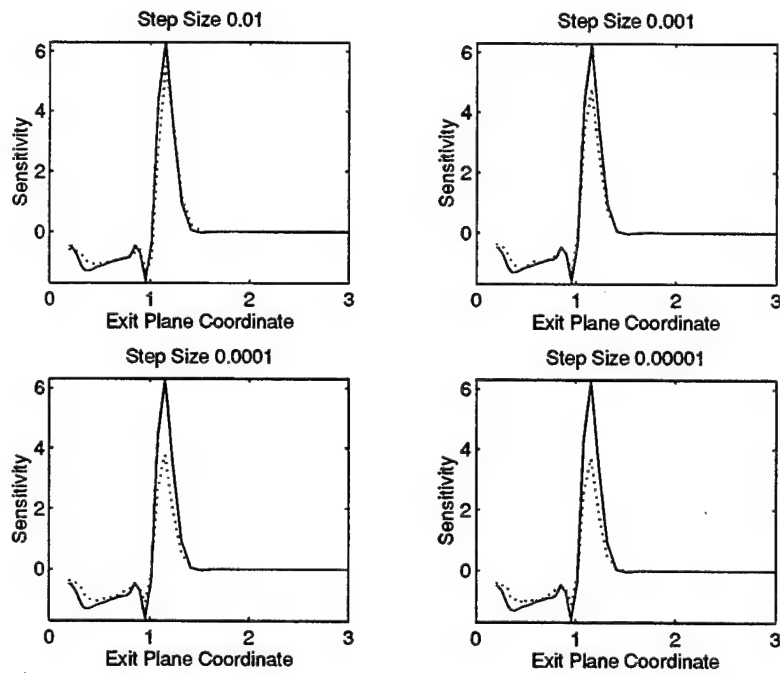 Step Size 0.01
6
4
2
0
Sensitivity
0
1
2
3
Exit Plane Coordinate
Step Size 0.001
6
4
2
0
Sensitivity
0
1
2
3
Exit Plane Coordinate
Step Size 0.0001
6
4
2
0
Sensitivity
0
1
2
3
Exit Plane Coordinate
Step Size 0.00001
6
4
2
0
Sensitivity
0
1
2
3
Exit Plane Coordinate